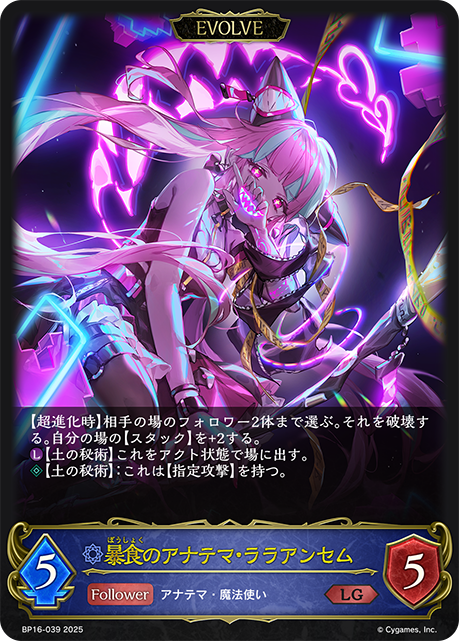 EVOLVE
【超進化時】相手の場のフォロワー2体まで選ぶ。それを破壊す
る。自分の場の【スタック】を+2する。
L【土の秘術】これをアクト状態で場に出す。
【土の秘術】:これは【指定攻撃】を持つ。
ぼうしょく
暴食のアナテマ・ララアンセム
5
Follower
アナテマ・魔法使い
LG
5
BP16-039 2025
© Cygames, Inc.